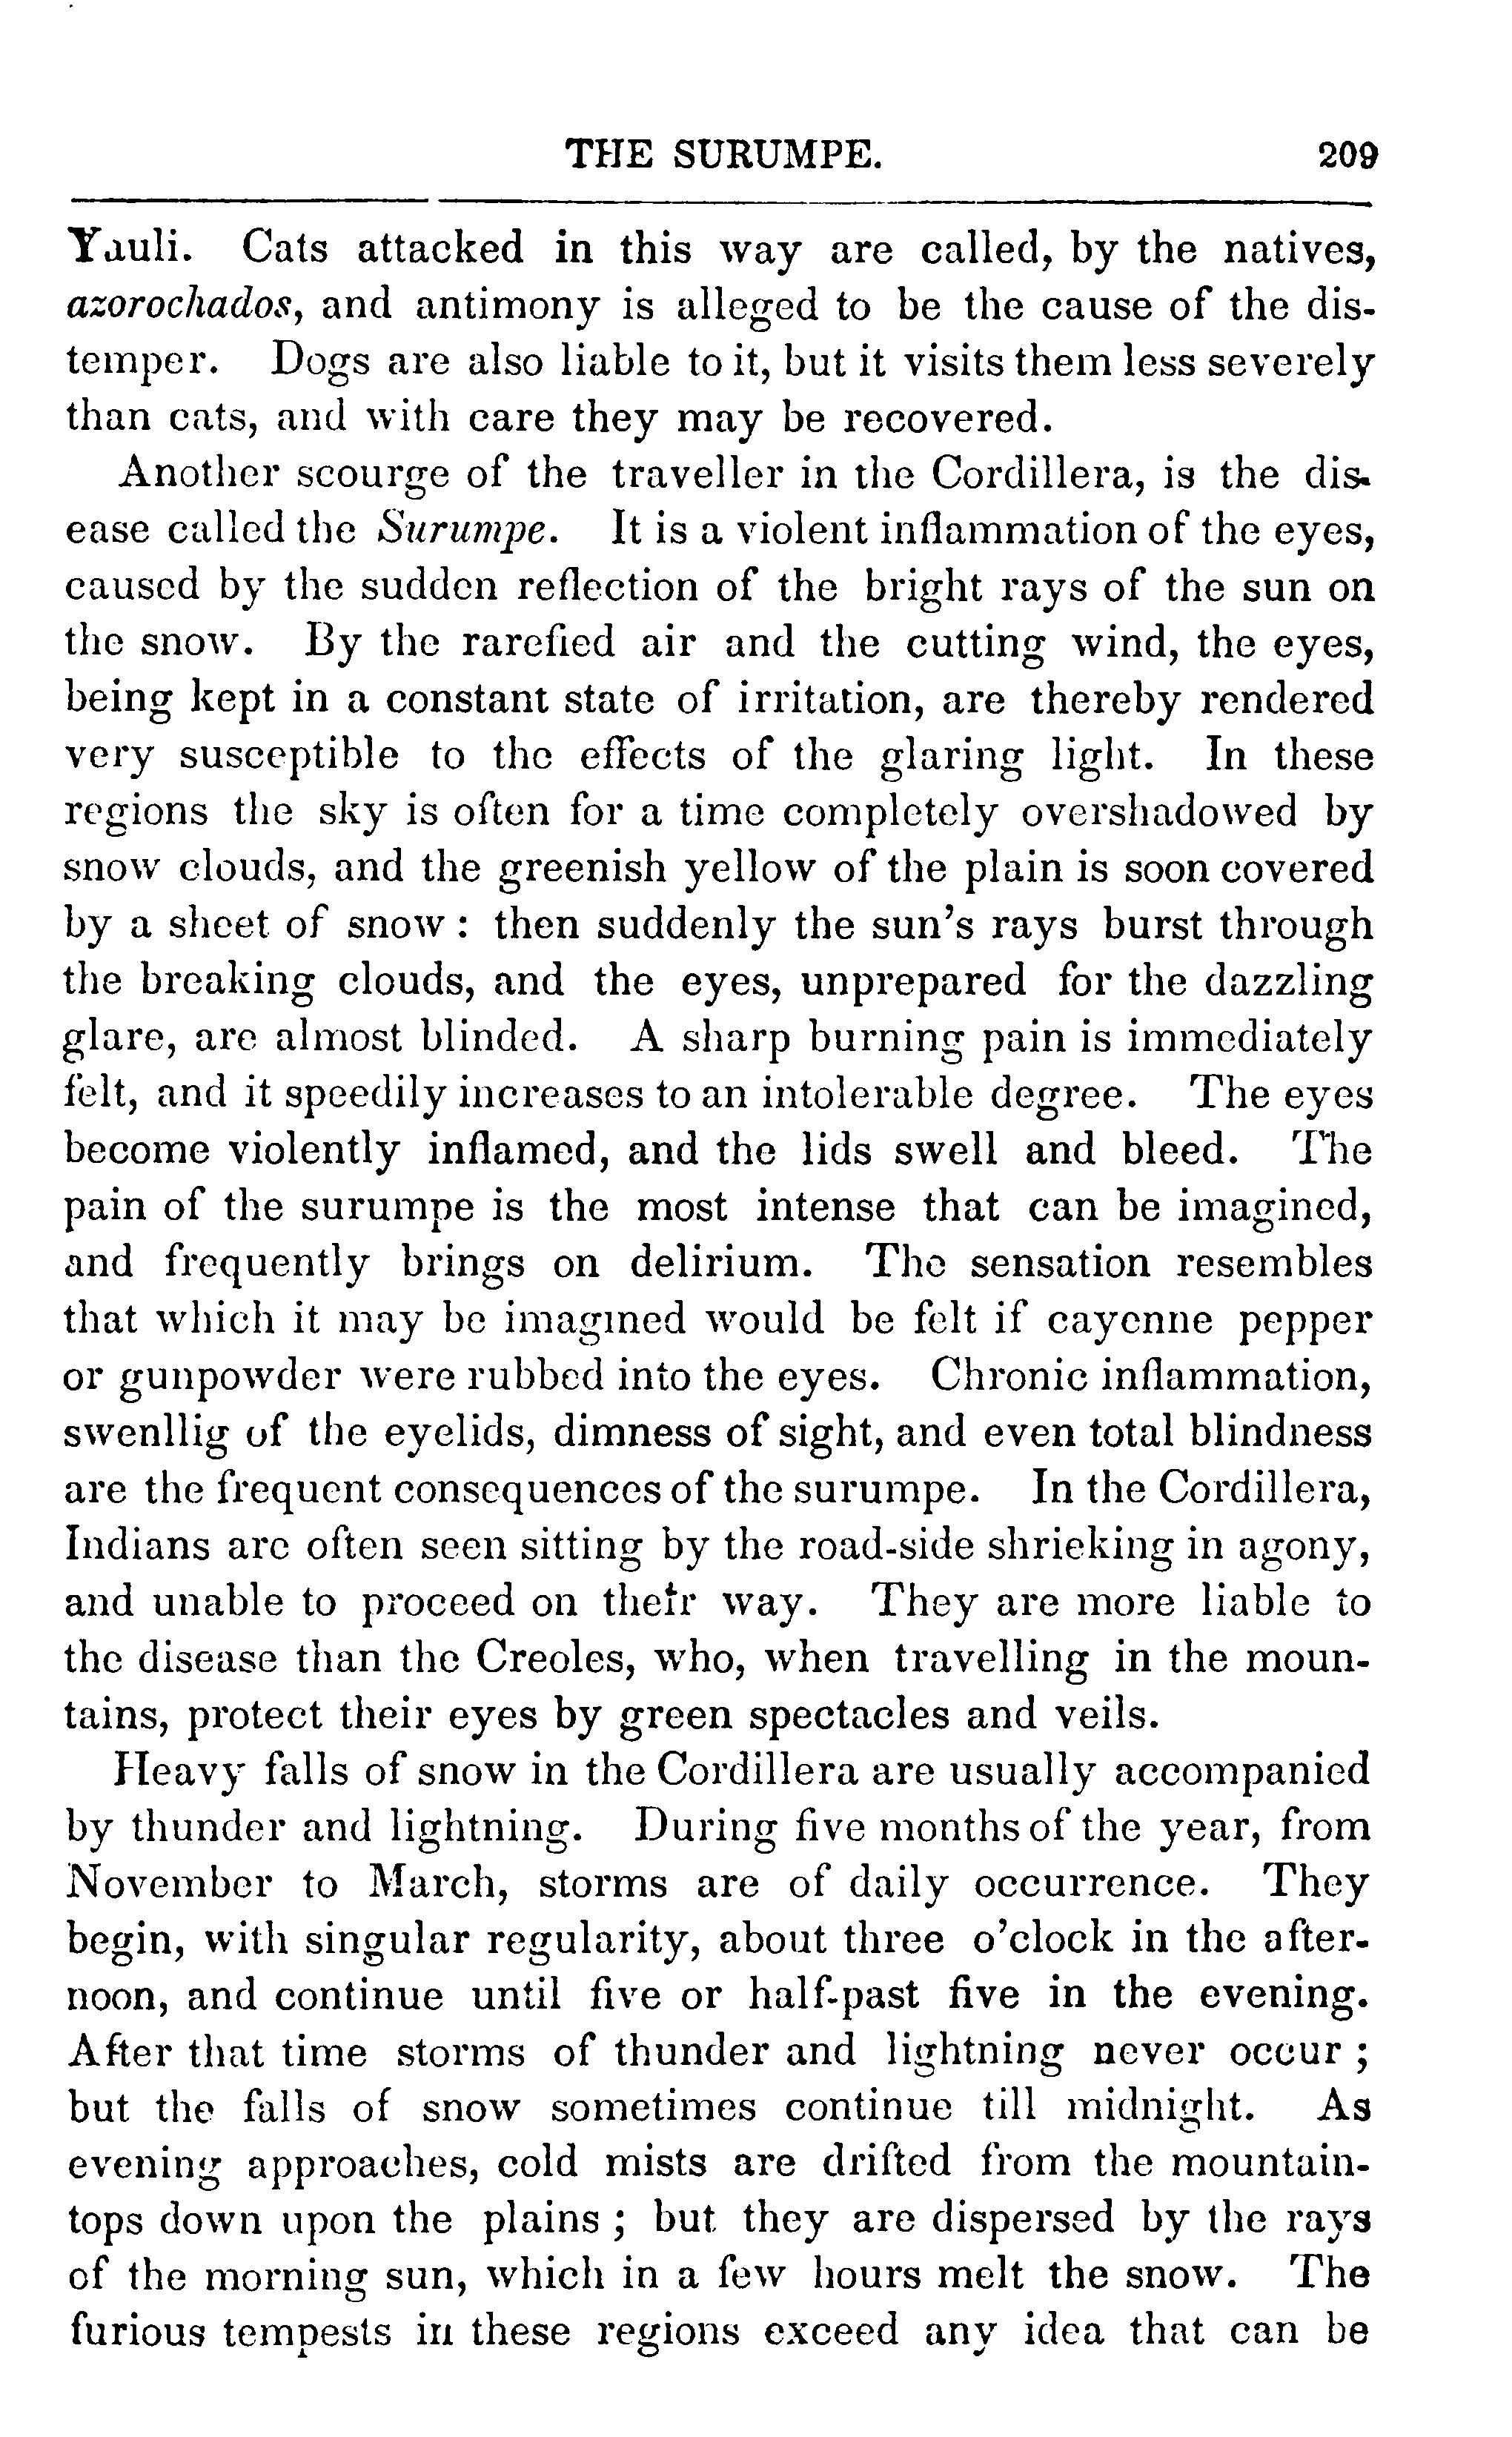 THE SURUMPE. 209
Yauli. Cats attacked in this way are called, by the natives,
azorochados, and antimony is alleged to be the cause of the dis-
temper. Dogs are also liable to it, but it visits them less severely
than cats, and with care they may be recovered.
Another scourge of the traveller in the Cordillera, is the dis-
ease called the Surumpe. It is a violent inflammation of the eyes,
caused by the sudden reflection of the bright rays of the sun on
the snow. By the rarefied air and the cutting wind, the eyes,
being kept in a constant state of irritation, are thereby rendered
very susceptible to the effects of the glaring light. In these
regions the sky is often for a time completely overshadowed by
snow clouds, and the greenish yellow of the plain is soon covered
by a sheet of snow : then suddenly the sun's rays burst through
the breaking clouds, and the eyes, unprepared for the dazzling
glare, are almost blinded. A sharp burning pain is immediately
felt, and it speedily increases to an intolerable degree. The eyes
become violently inflamed, and the lids swell and bleed. The
pain of the surumpe is the most intense that can be imagined,
and frequently brings on delirium. The sensation resembles
that which it may be imagined would be felt if cayenne pepper
or gunpowder were rubbed into the eyes. Chronic inflammation,
swenllig of the eyelids, dimness of sight, and even total blindness
are the frequent consequences of the surumpe. In the Cordillera,
Indians are often seen sitting by the road-side shrieking in agony,
and unable to proceed on their way. They are more liable to
the disease than the Creoles, who, when travelling in the moun-
tains, protect their eyes by green spectacles and veils.
Heavy falls of snow in the Cordillera are usually accompanied
by thunder and lightning. During five months of the year, from
November to March, storms are of daily occurrence. They
begin, with singular regularity, about three o'clock in the after-
noon, and continue until five or half-past five in the evening.
After that time storms of thunder and lightning never occur ;
but the falls of snow sometimes continue till midnight. As
evening approaches, cold mists are drifted from the mountain-
tops down upon the plains ; but they are dispersed by the rays
of the morning sun, which in a few hours melt the snow. The
furious tempests in these regions exceed any idea that can be